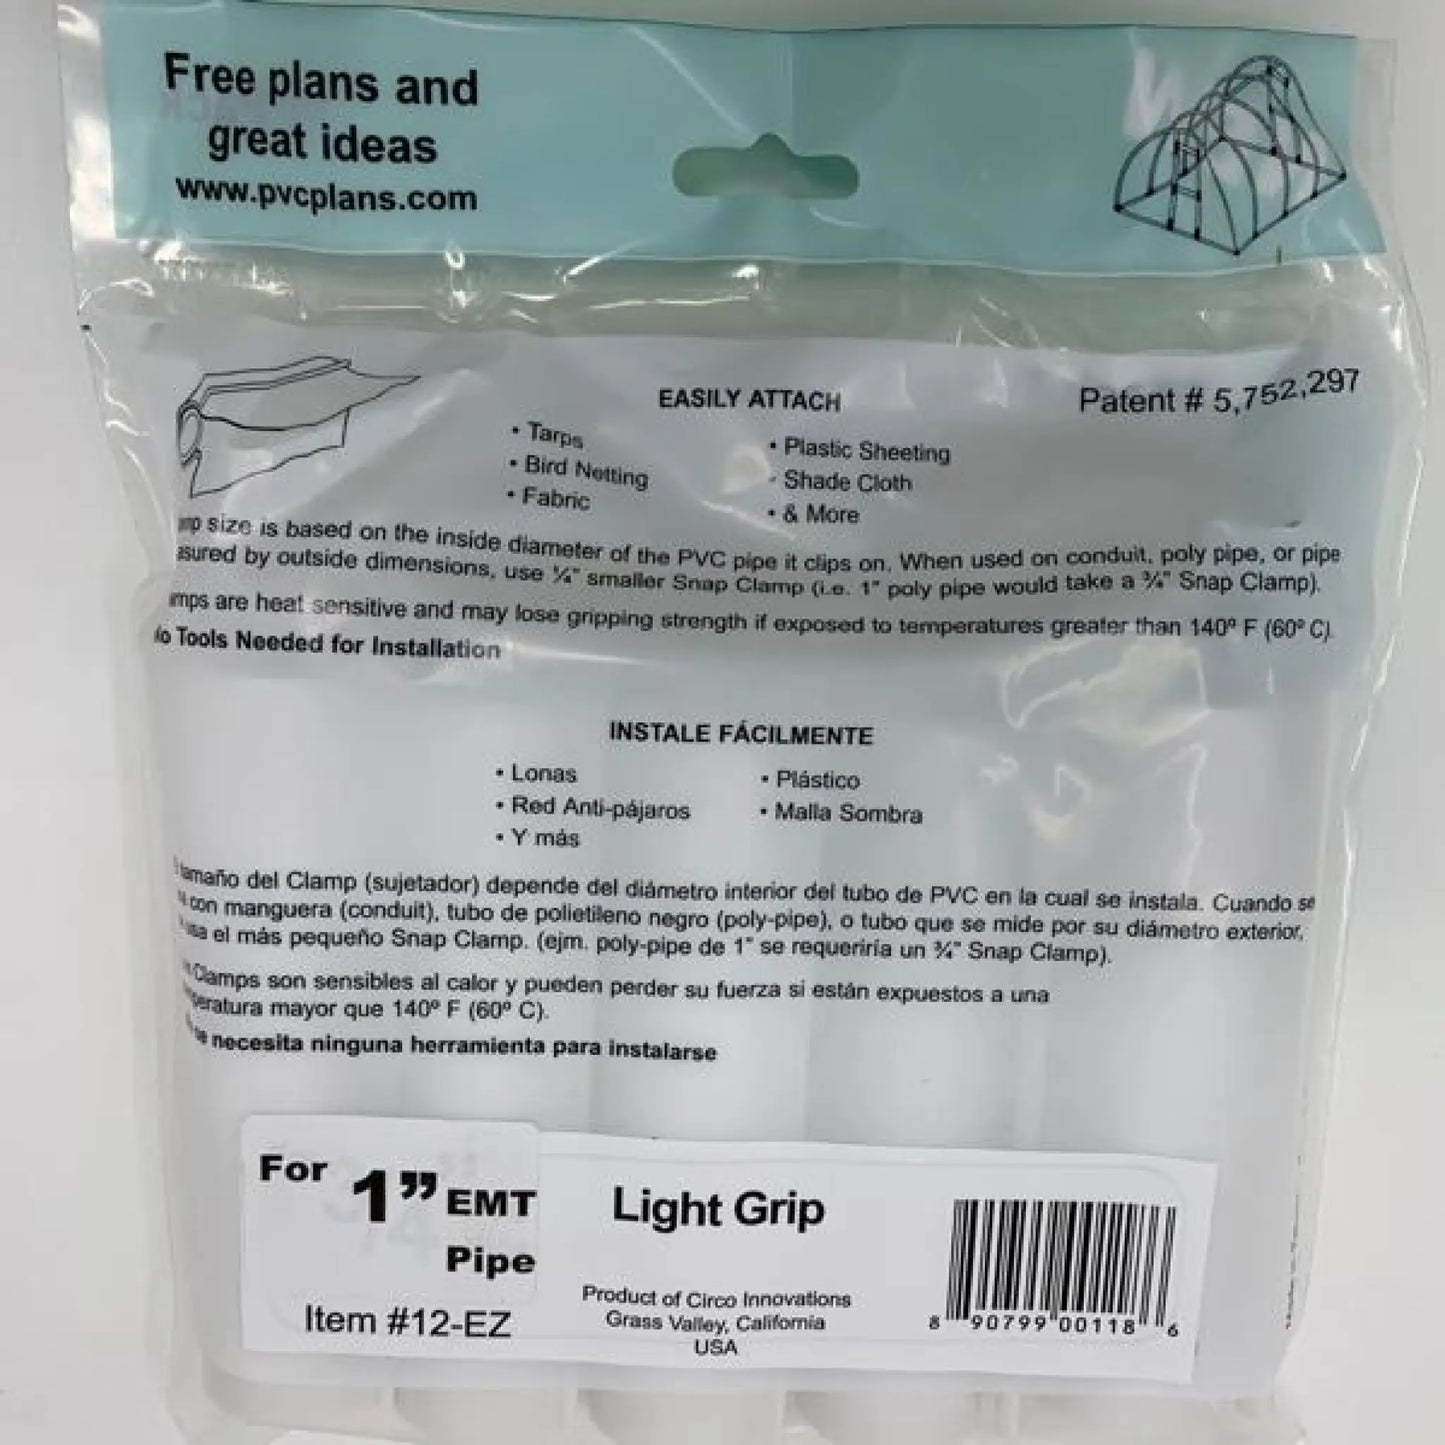 Free plans and
great ideas
www.pvcplans.com
EASILY ATTACH
Patent # 5,752,297
• Tarps
• Bird Netting
• Fabric
• Plastic Sheeting
• Shade Cloth
• & More
size is based on the inside diameter of the PVC pipe it clips on. When used on conduit, poly pipe, or pipe
by outside dimensions, use ¼" smaller Snap Clamp (i.e. 1" poly pipe would take a ¾" Snap Clamp).
are heat sensitive and may lose gripping strength if exposed to temperatures greater than 140º F (60º C).
Tools Needed for Installation
INSTALE FÁCILMENTE
• Lonas
• Red Anti-pájaros
• Y más
• Plástico
• Malla Sombra
tamaño del Clamp (sujetador) depende del diámetro interior del tubo de PVC en la cual se instala. Cuando se
con manguera (conduit), tubo de polietileno negro (poly-pipe), o tubo que se mide por su diámetro exterior,
usa el más pequeño Snap Clamp. (ejm. poly-pipe de 1" se requeriría un ¾" Snap Clamp).
Clamps son sensibles al calor y pueden perder su fuerza si están expuestos a una
mayor que 140º F (60º C).
se necesita ninguna herramienta para instalarse
For 1" EMT
Pipe
Item #12-EZ
Light Grip
Product of Circo Innovations
Grass Valley, California
USA
8 90799 00118 6